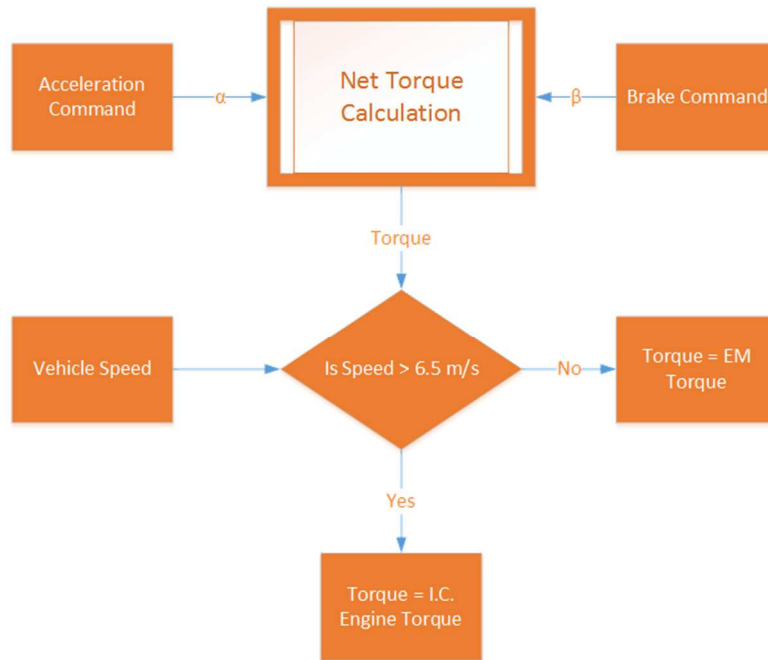 Acceleration
Command
α
Net Torque
Calculation
β
Brake Command
Torque
Vehicle Speed
Is Speed > 6.5 m/s
No
Torque = EM
Torque
Yes
Torque = I.C.
Engine Torque